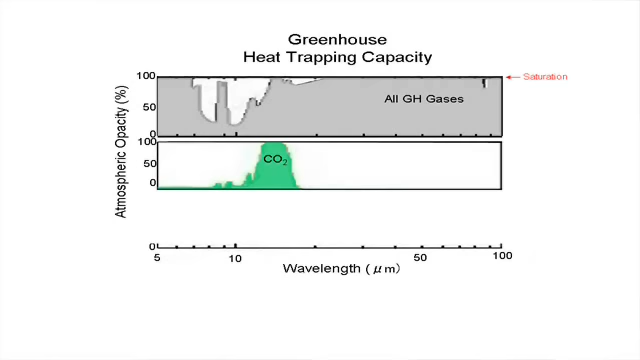 Greenhouse
Heat Trapping Capacity
100
Saturation
All GH Gases
50
0
100
CO₂
50
0
Atmospheric Opacity (%)
0
5
10
50
100
Wavelength (μm)